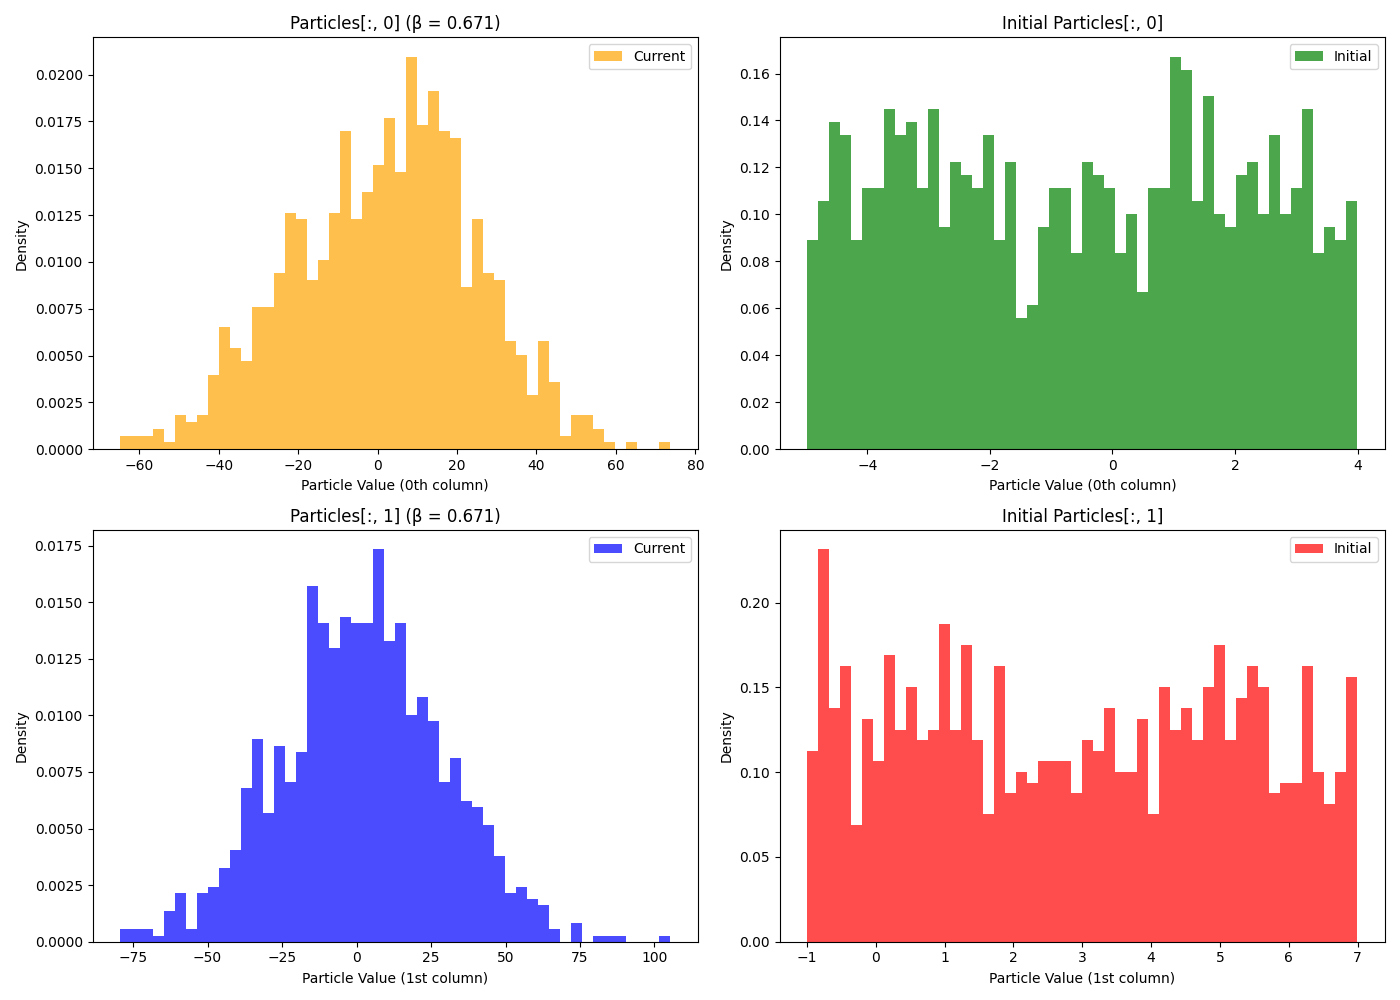 Particles[:, 0] (β = 0.671)
Current
0.0200
0.0175
0.0150
0.0125
0.0100
0.0075
0.0050
0.0025
0.0000
Density
−60 −40 −20 0 20 40 60 80
Particle Value (0th column)
Initial Particles[:, 0]
Initial
0.16
0.14
0.12
0.10
0.08
0.06
0.04
0.02
0.00
Density
−4 −2 0 2 4
Particle Value (0th column)
Particles[:, 1] (β = 0.671)
Current
0.0175
0.0150
0.0125
0.0100
0.0075
0.0050
0.0025
0.0000
Density
−75 −50 −25 0 25 50 75 100
Particle Value (1st column)
Initial Particles[:, 1]
Initial
0.20
0.15
0.10
0.05
0.00
Density
−1 0 1 2 3 4 5 6 7
Particle Value (1st column)